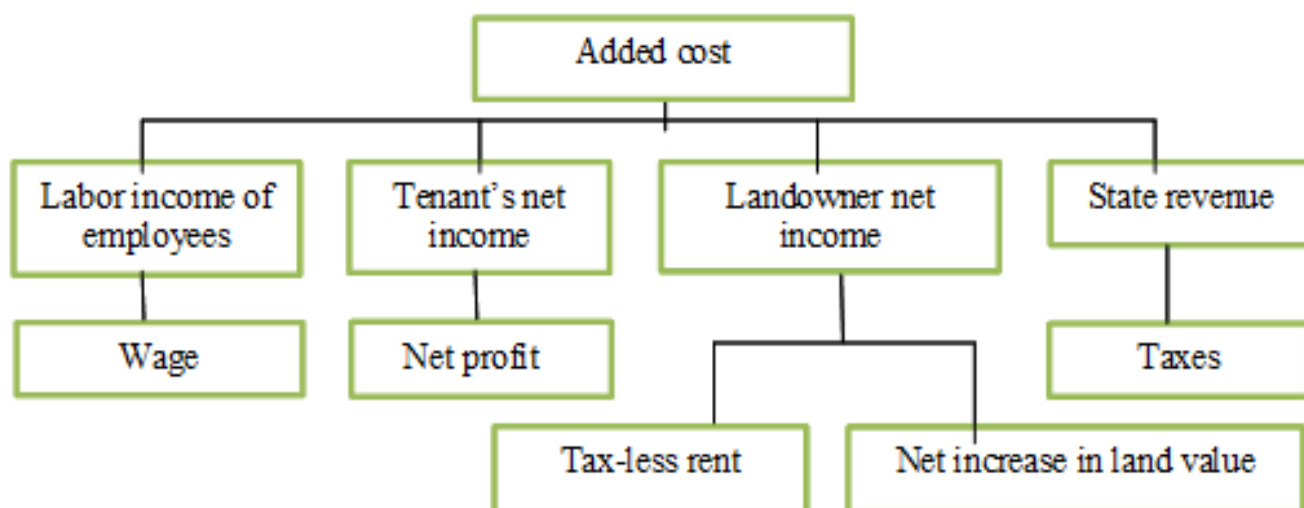 Added cost
Labor income of
employees
Tenant’s net
income
Landowner net
income
State revenue
Wage
Net profit
Taxes
Tax-less rent
Net increase in land value